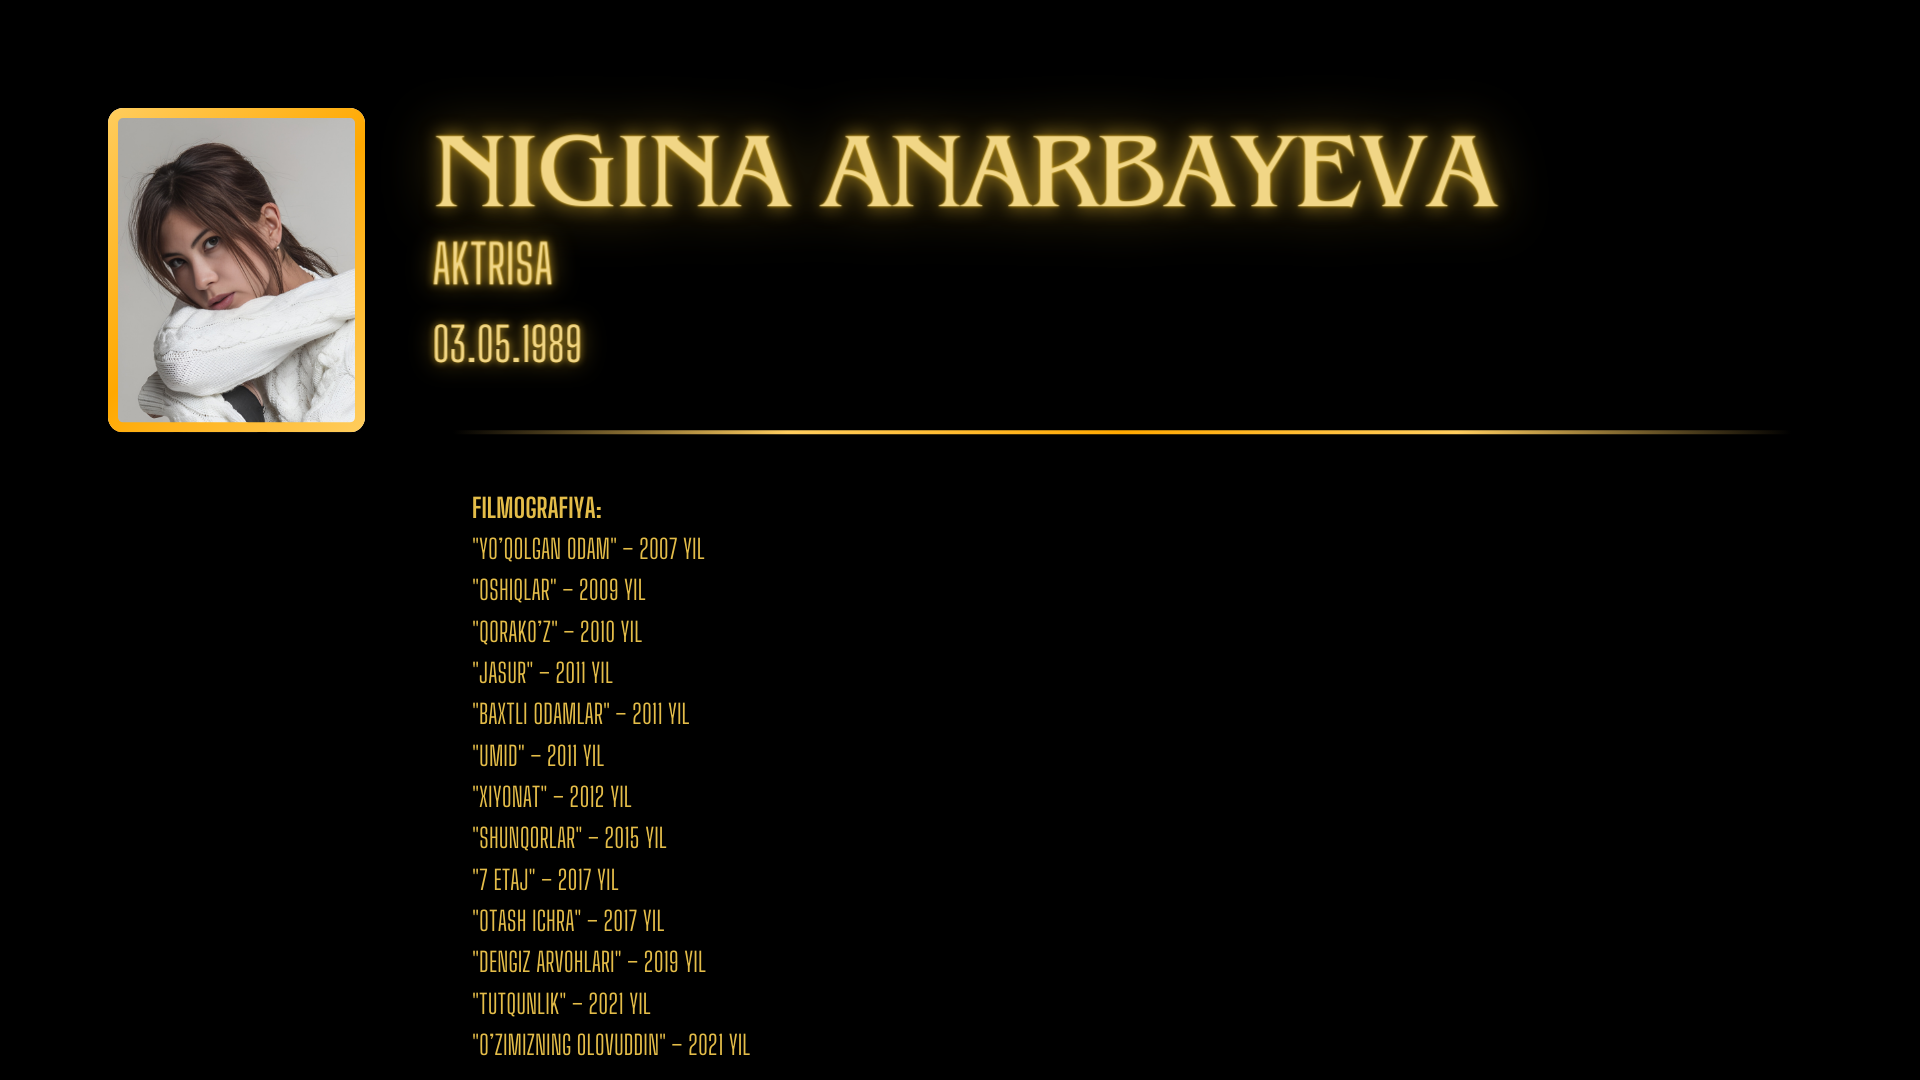 NIGINA ANARBAYEVA
AKTRISA
03.05.1989
FILMOGRAFIYA:
"YO’QOLGAN ODAM" – 2007 YIL
"OSHIQLAR" – 2009 YIL
"QORAKO’Z" – 2010 YIL
"JASUR" – 2011 YIL
"BAXTLI ODAMLAR" – 2011 YIL
"UMID" – 2011 YIL
"XIYONAT" – 2012 YIL
"SHUNQORLAR" – 2015 YIL
"7 ETAJ" – 2017 YIL
"OTASH ICHRA" – 2017 YIL
"DENGIZ ARVOHLARI" – 2019 YIL
"TUTQUNLIK" – 2021 YIL
"O’ZIMIZNING OLOVUDDIN" – 2021 YIL